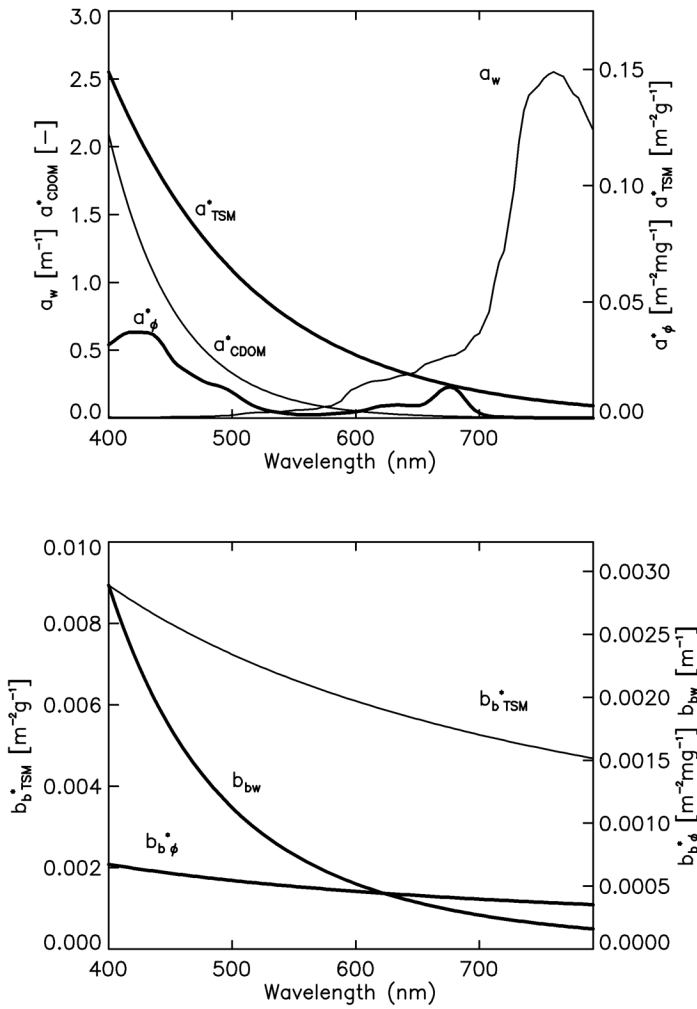 3.0
2.5
2.0
1.5
1.0
0.5
0.0
a_w [m⁻¹] a*_CDOM [-]
a_w
a*_TSM
a*_ϕ
a*_CDOM
0.15
0.10
0.05
0.00
a*_ϕ [m⁻²mg⁻¹] a*_TSM [m⁻²g⁻¹]
400 500 600 700
Wavelength (nm)
0.010
0.008
0.006
0.004
0.002
0.000
b_b*_TSM [m⁻²g⁻¹]
b_b*_TSM
b_bw
b_b*_ϕ
0.0030
0.0025
0.0020
0.0015
0.0010
0.0005
0.0000
b_b*_ϕ [m⁻²mg⁻¹] b_bw [m⁻¹]
400 500 600 700
Wavelength (nm)